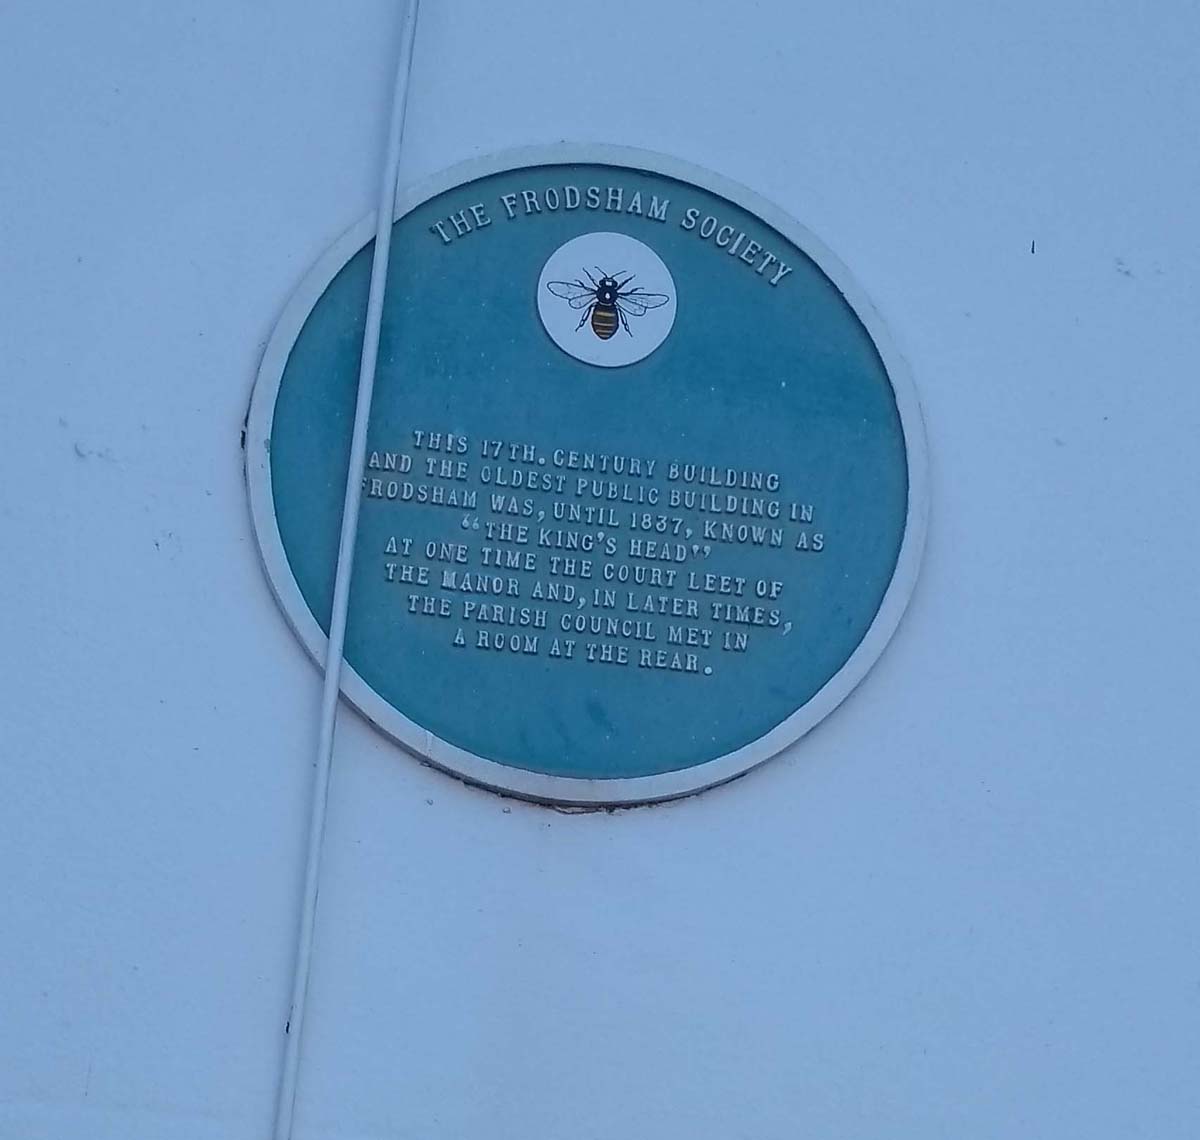 THE FRODSHAM SOCIETY
THIS 17TH. CENTURY BUILDING
AND THE OLDEST PUBLIC BUILDING IN
FRODSHAM WAS, UNTIL 1837, KNOWN AS
“THE KING'S HEAD”
AT ONE TIME THE COURT LEET OF
THE MANOR AND, IN LATER TIMES,
THE PARISH COUNCIL MET IN
A ROOM AT THE REAR.